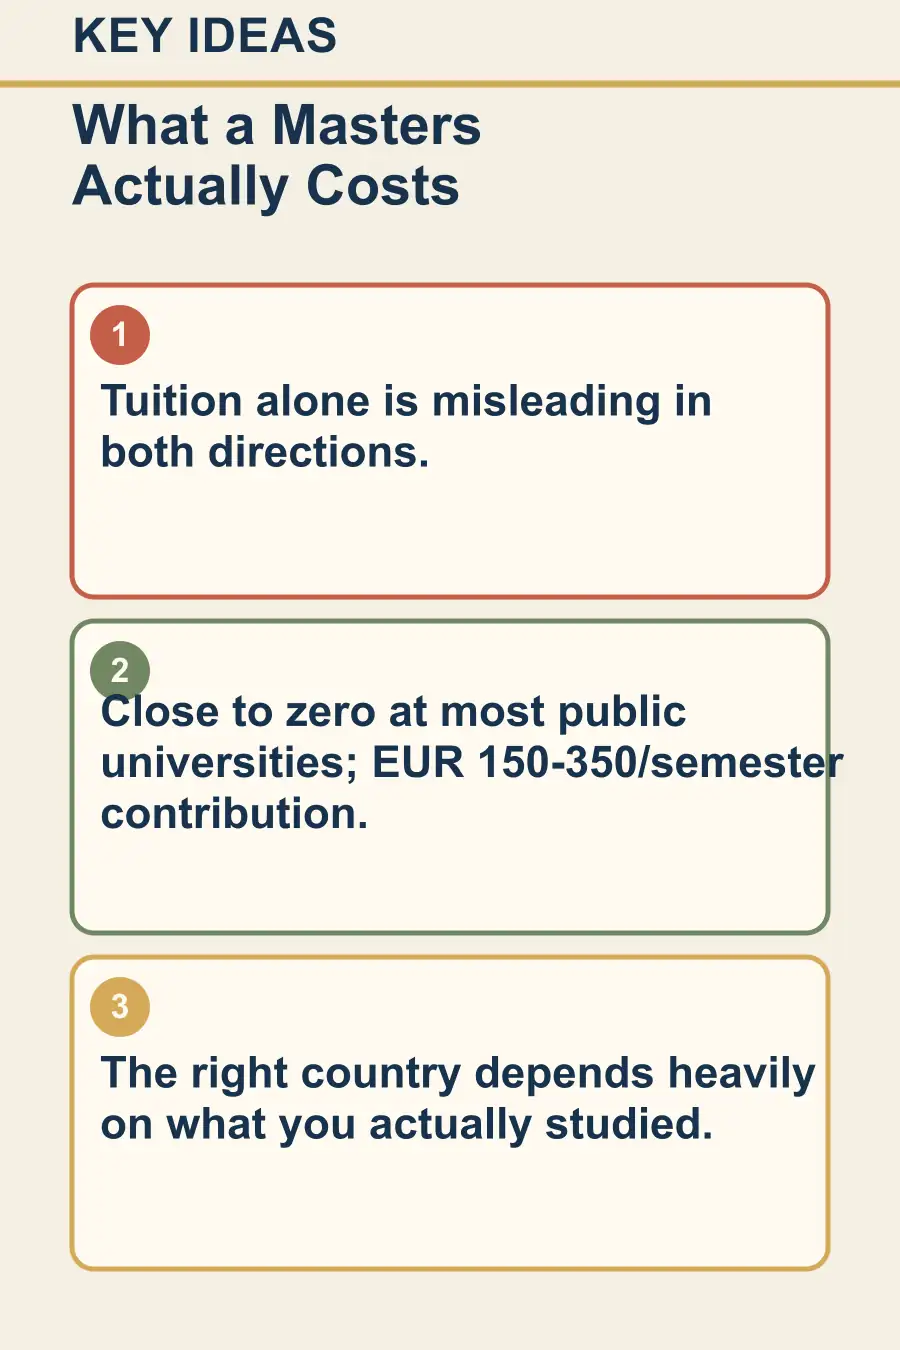 KEY IDEAS
What a Masters
Actually Costs
1
Tuition alone is misleading in
both directions.
2
Close to zero at most public
universities; EUR 150-350/semester
contribution.
3
The right country depends heavily
on what you actually studied.